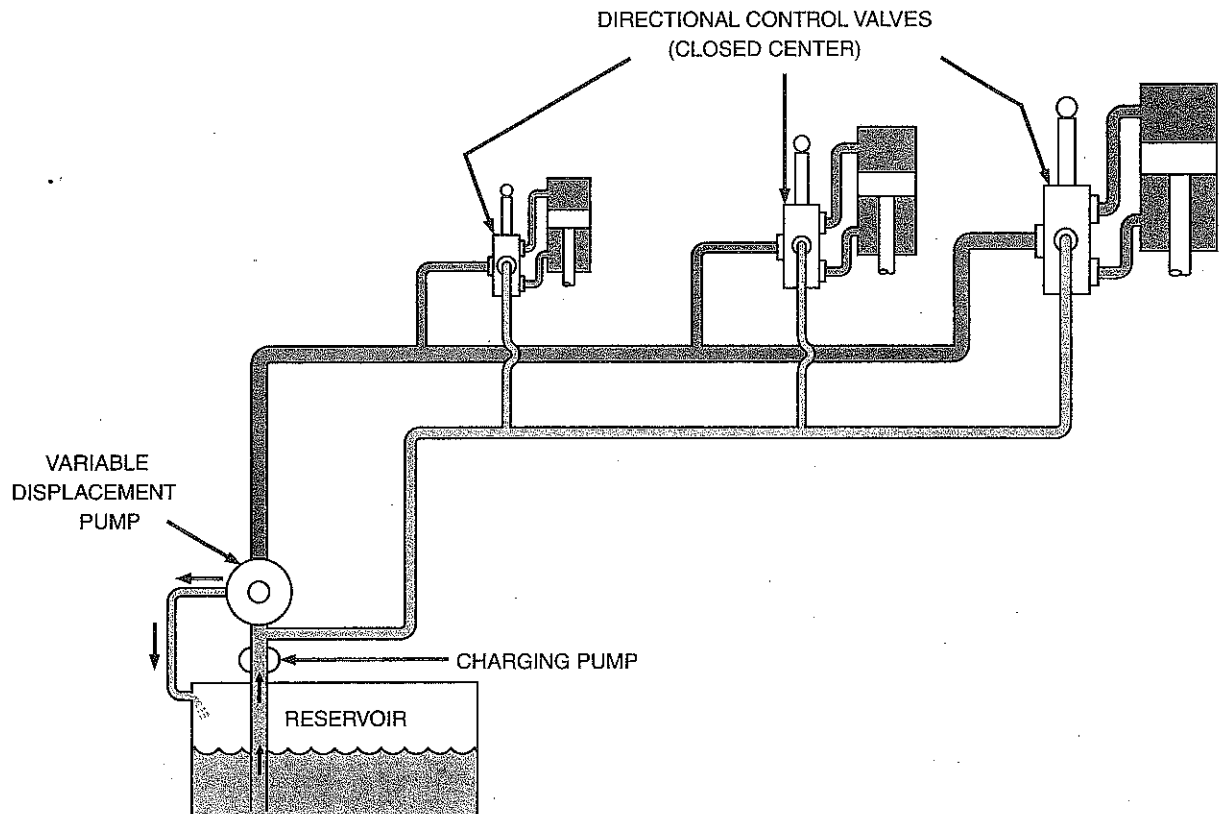 DIRECTIONAL CONTROL VALVES
(CLOSED CENTER)
VARIABLE
DISPLACEMENT
PUMP
CHARGING PUMP
RESERVOIR